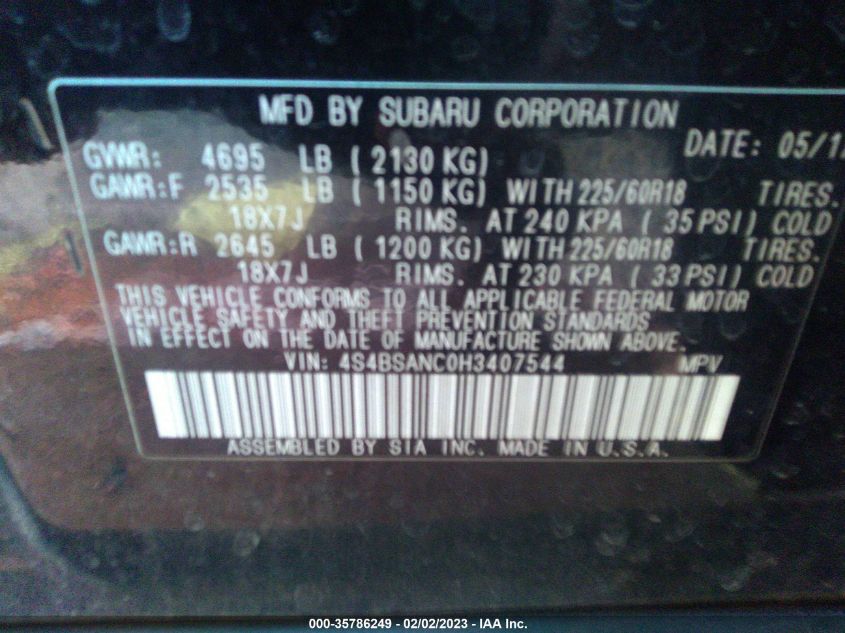 MFD BY SUBARU CORPORATION
DATE: 05/1
GVWR: 4695 LB ( 2130 KG)
GAWR:F 2535 LB ( 1150 KG) WITH 225/60R18 TIRES.
18X7J RIMS. AT 240 KPA ( 35 PSI) COLD
GAWR:R 2645 LB ( 1200 KG) WITH 225/60R18 TIRES.
18X7J RIMS. AT 230 KPA ( 33 PSI) COLD
THIS VEHICLE CONFORMS TO ALL APPLICABLE FEDERAL MOTOR
VEHICLE SAFETY AND THEFT PREVENTION STANDARDS
IN EFFECT ON THE DATE OF MANUFACTURE SHOWN ABOVE.
VIN: 4S4BSANC0H3407544 MPV
ASSEMBLED BY SIA INC. MADE IN U.S.A.
000-35786249 - 02/02/2023 - IAA Inc.